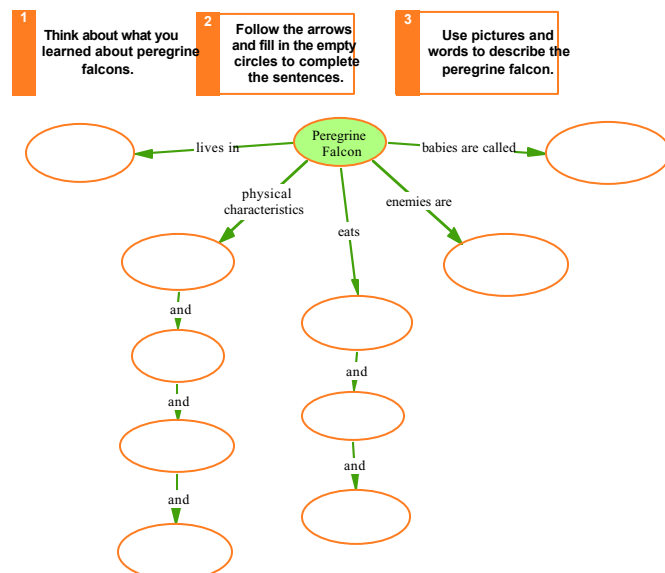 1
Think about what you
learned about peregrine
falcons.
2
Follow the arrows
and fill in the empty
circles to complete
the sentences.
3
Use pictures and
words to describe the
peregrine falcon.
Peregrine
Falcon
lives in
babies are called
physical
characteristics
enemies are
eats
and
and
and
and
and